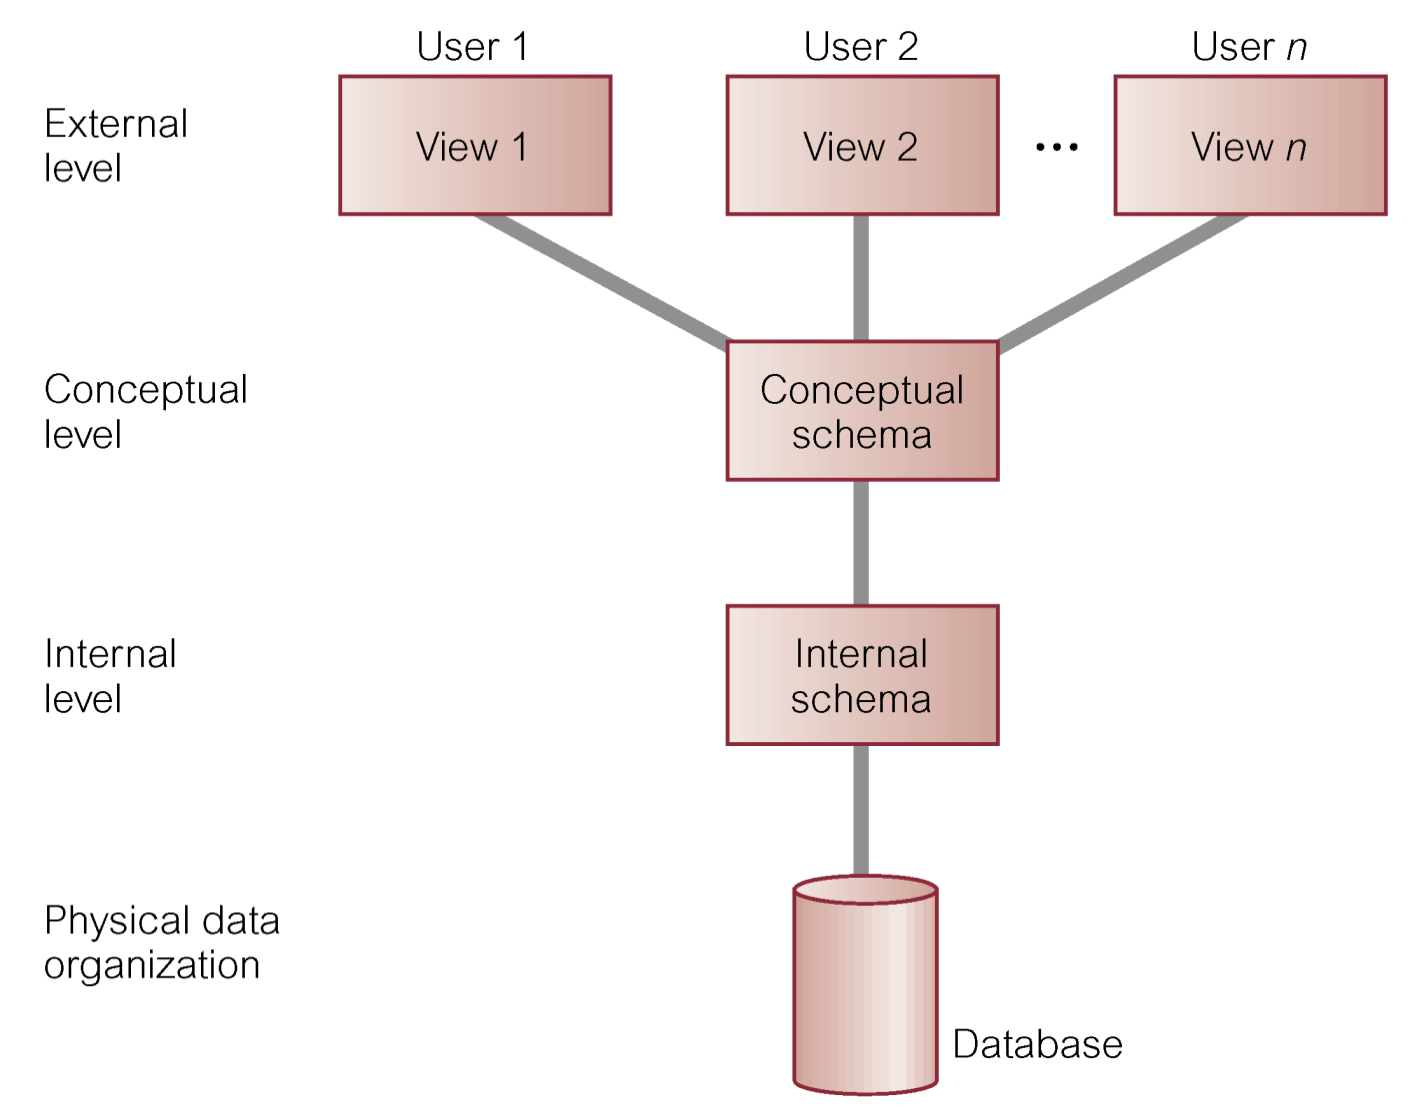 User 1
User 2
User n
External
level
View 1
View 2
...
View n
Conceptual
level
Conceptual
schema
Internal
level
Internal
schema
Physical data
organization
Database